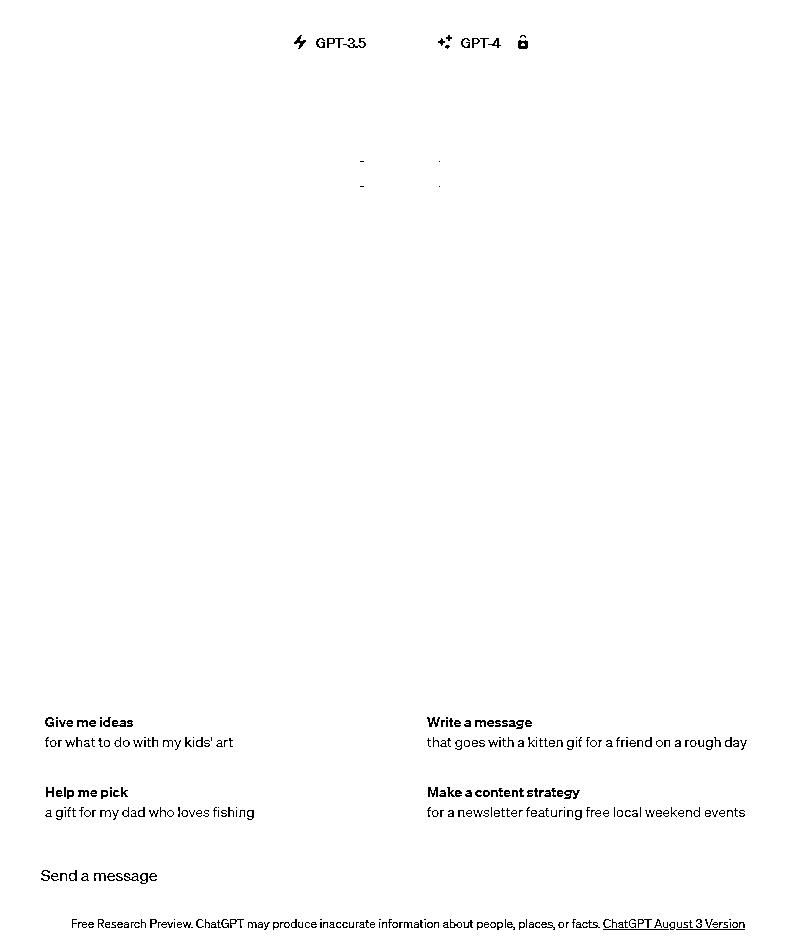 GPT-3.5 GPT-4
Give me ideas
for what to do with my kids' art
Write a message
that goes with a kitten gif for a friend on a rough day
Help me pick
a gift for my dad who loves fishing
Make a content strategy
for a newsletter featuring free local weekend events
Send a message
Free Research Preview. ChatGPT may produce inaccurate information about people, places, or facts. ChatGPT August 3 Version